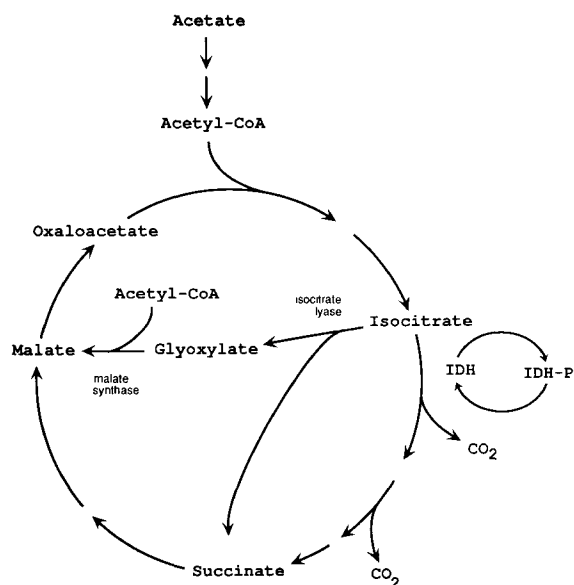 Acetate
Acetyl-CoA
Oxaloacetate
Acetyl-CoA
isocitrate
lyase
Isocitrate
Malate
Glyoxylate
malate
synthase
IDH
IDH-P
CO2
Succinate
CO2